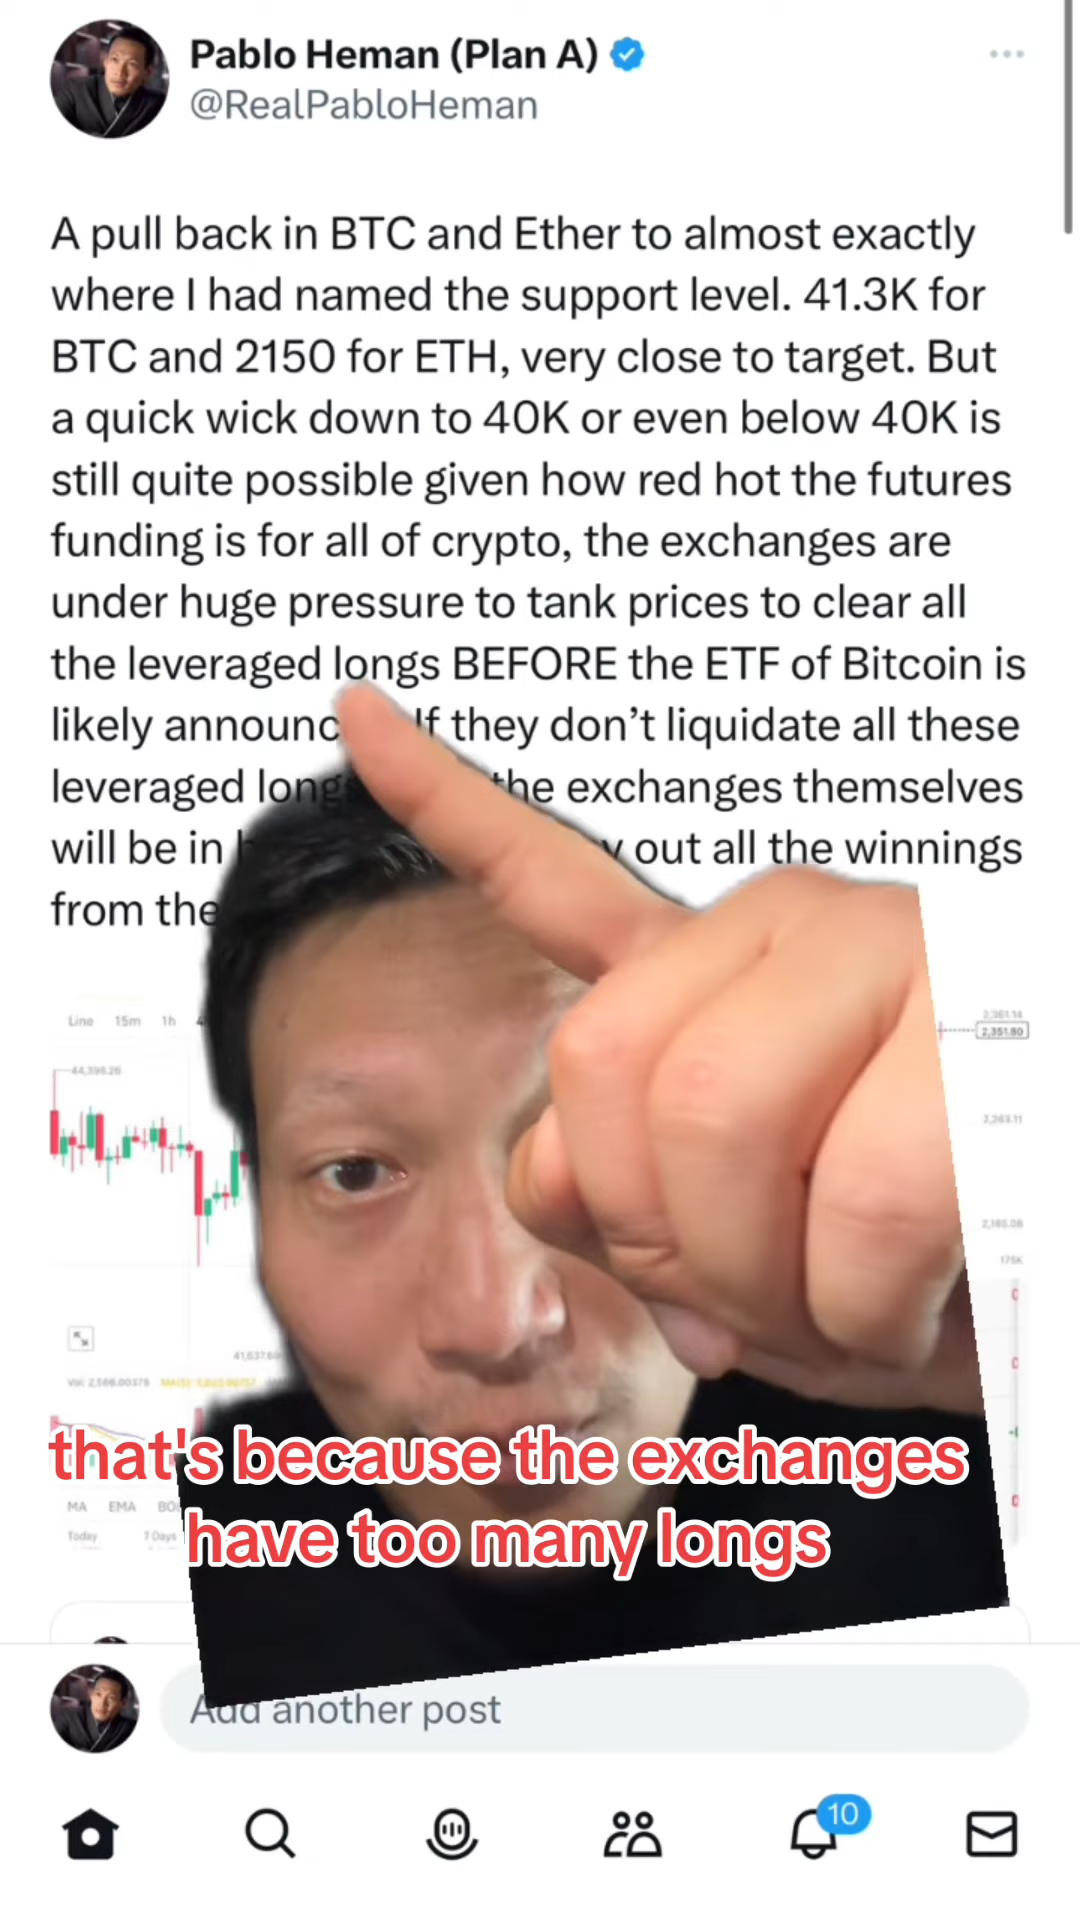 Pablo Heman (Plan A)
@RealPabloHeman
A pull back in BTC and Ether to almost exactly
where I had named the support level. 41.3K for
BTC and 2150 for ETH, very close to target. But
a quick wick down to 40K or even below 40K is
still quite possible given how red hot the futures
funding is for all of crypto, the exchanges are
under huge pressure to tank prices to clear all
the leveraged longs BEFORE the ETF of Bitcoin is
likely announc If they don't liquidate all these
leveraged longs the exchanges themselves
will be in out all the winnings
from the
Line 15m 1h
2,361.14
2,351.80
44,398.26
2,263.11
2,165.08
175K
41,637.6
Vol: 2,566.00379
that's because the exchanges
have too many longs
MA EMA BO
Today 7 Days
Add another post
10